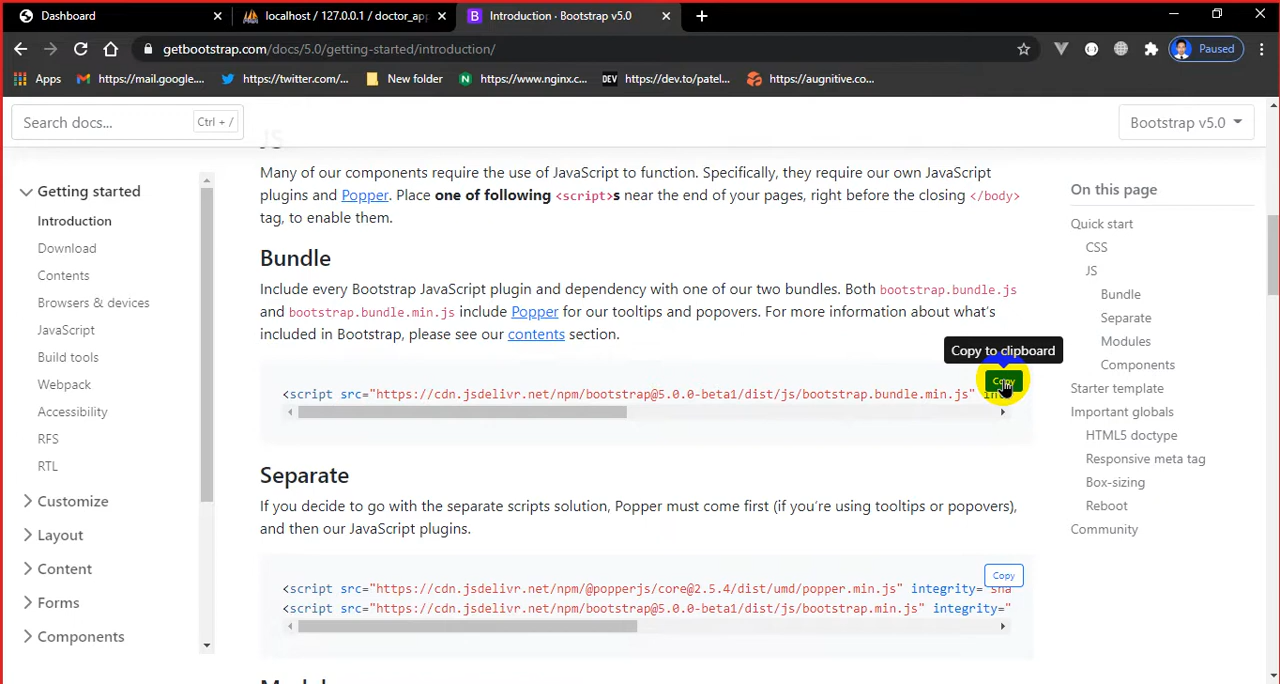 Dashboard
localhost / 127.0.0.1 / doctor_app
Introduction · Bootstrap v5.0
getbootstrap.com/docs/5.0/getting-started/introduction/
Paused
Apps
https://mail.google....
https://twitter.com/...
New folder
https://www.nginx.c...
DEV
https://dev.to/patel...
https://augnitive.co...
Search docs...
Ctrl + /
Bootstrap v5.0
Getting started
Introduction
Download
Contents
Browsers & devices
JavaScript
Build tools
Webpack
Accessibility
RFS
RTL
Customize
Layout
Content
Forms
Components
JS
Many of our components require the use of JavaScript to function. Specifically, they require our own JavaScript
plugins and Popper. Place one of following <script>s near the end of your pages, right before the closing </body>
tag, to enable them.
Bundle
Include every Bootstrap JavaScript plugin and dependency with one of our two bundles. Both bootstrap.bundle.js
and bootstrap.bundle.min.js include Popper for our tooltips and popovers. For more information about what's
included in Bootstrap, please see our contents section.
Copy to clipboard
Copy
<script src="https://cdn.jsdelivr.net/npm/bootstrap@5.0.0-beta1/dist/js/bootstrap.bundle.min.js"
Separate
If you decide to go with the separate scripts solution, Popper must come first (if you're using tooltips or popovers),
and then our JavaScript plugins.
Copy
<script src="https://cdn.jsdelivr.net/npm/@popperjs/core@2.5.4/dist/umd/popper.min.js" integrity="sha
<script src="https://cdn.jsdelivr.net/npm/bootstrap@5.0.0-beta1/dist/js/bootstrap.min.js" integrity="
On this page
Quick start
CSS
JS
Bundle
Separate
Modules
Components
Starter template
Important globals
HTML5 doctype
Responsive meta tag
Box-sizing
Reboot
Community